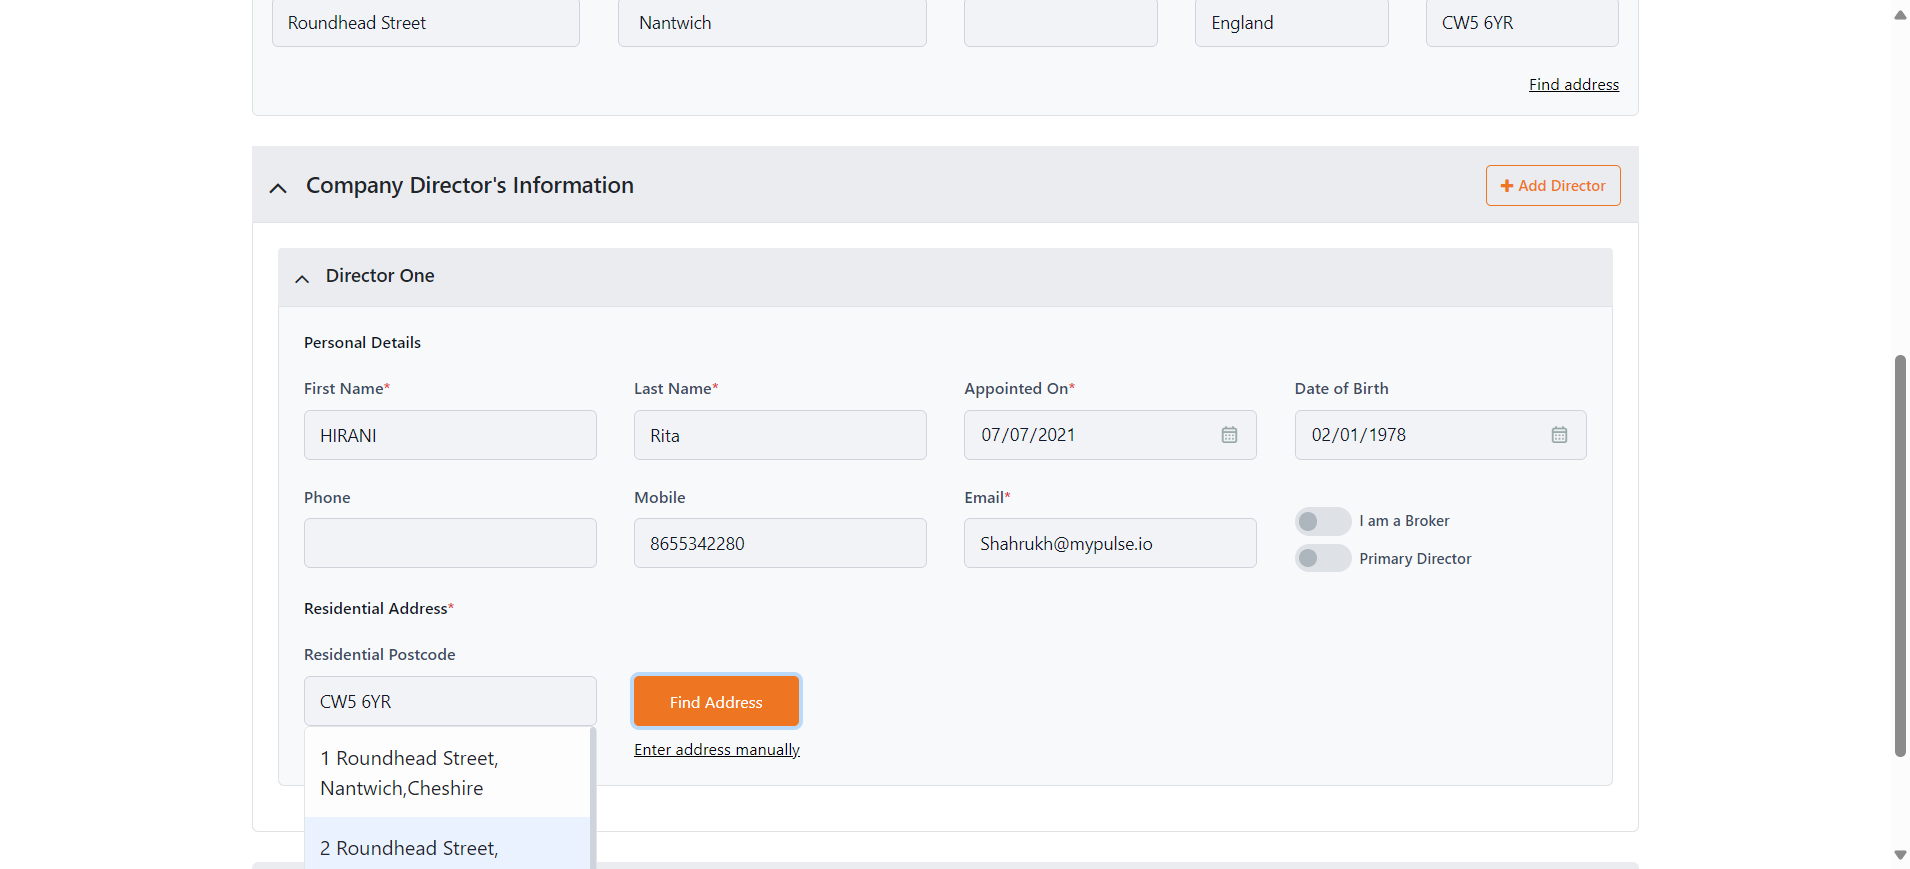 Roundhead Street
Nantwich
England
CW5 6YR
Find address
Company Director's Information
Add Director
Director One
Personal Details
First Name*
Last Name*
Appointed On*
Date of Birth
HIRANI
Rita
07/07/2021
02/01/1978
Phone
Mobile
Email*
8655342280
Shahrukh@mypulse.io
I am a Broker
Primary Director
Residential Address*
Residential Postcode
CW5 6YR
Find Address
Enter address manually
1 Roundhead Street,
Nantwich,Cheshire
2 Roundhead Street,